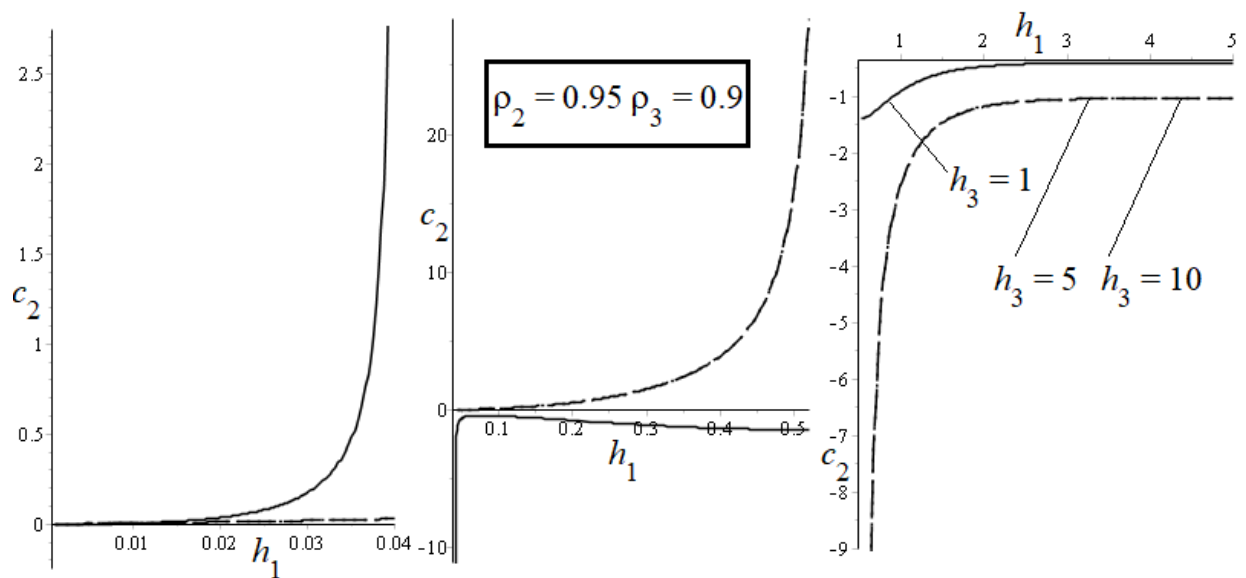 2.5
2
1.5
c₂
1
0.5
0
0.01 0.02 0.03 0.04
h₁
ρ₂ = 0.95 ρ₃ = 0.9
20
c₂
10
0
0.1 0.2 0.3 0.4 0.5
h₁
-10
h₁
1 2 3 4 5
-1
-2
h₃ = 1
-3
-4
h₃ = 5 h₃ = 10
-5
-6
-7
c₂
-8
-9